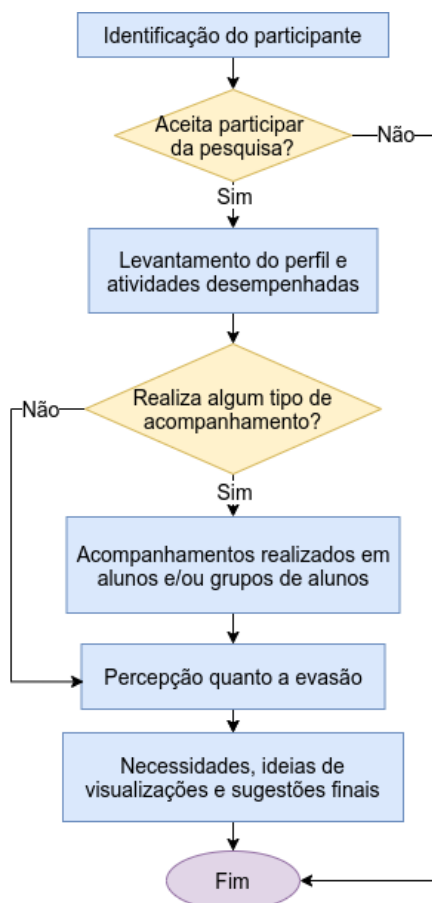 Identificação do participante
Aceita participar
da pesquisa?
Não
Sim
Levantamento do perfil e
atividades desempenhadas
Realiza algum tipo de
acompanhamento?
Não
Sim
Acompanhamentos realizados em
alunos e/ou grupos de alunos
Percepção quanto a evasão
Necessidades, ideias de
visualizações e sugestões finais
Fim